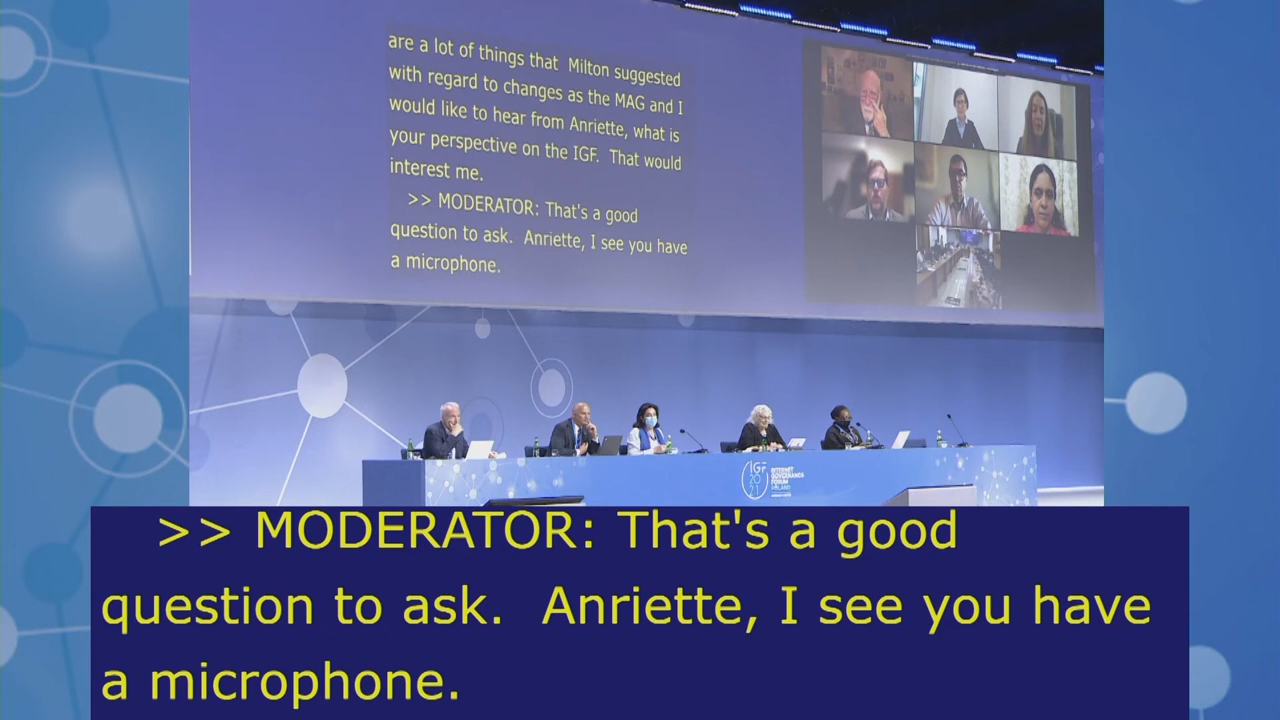 are a lot of things that  Milton suggested
with regard to changes as the MAG and I
would like to hear from Anriette, what is
your perspective on the IGF.  That would
interest me.
>> MODERATOR: That's a good
question to ask.  Anriette, I see you have
a microphone.
IGF
20
21
INTERNET
GOVERNANCE
FORUM
POLAND
>> MODERATOR: That's a good
question to ask.  Anriette, I see you have
a microphone.